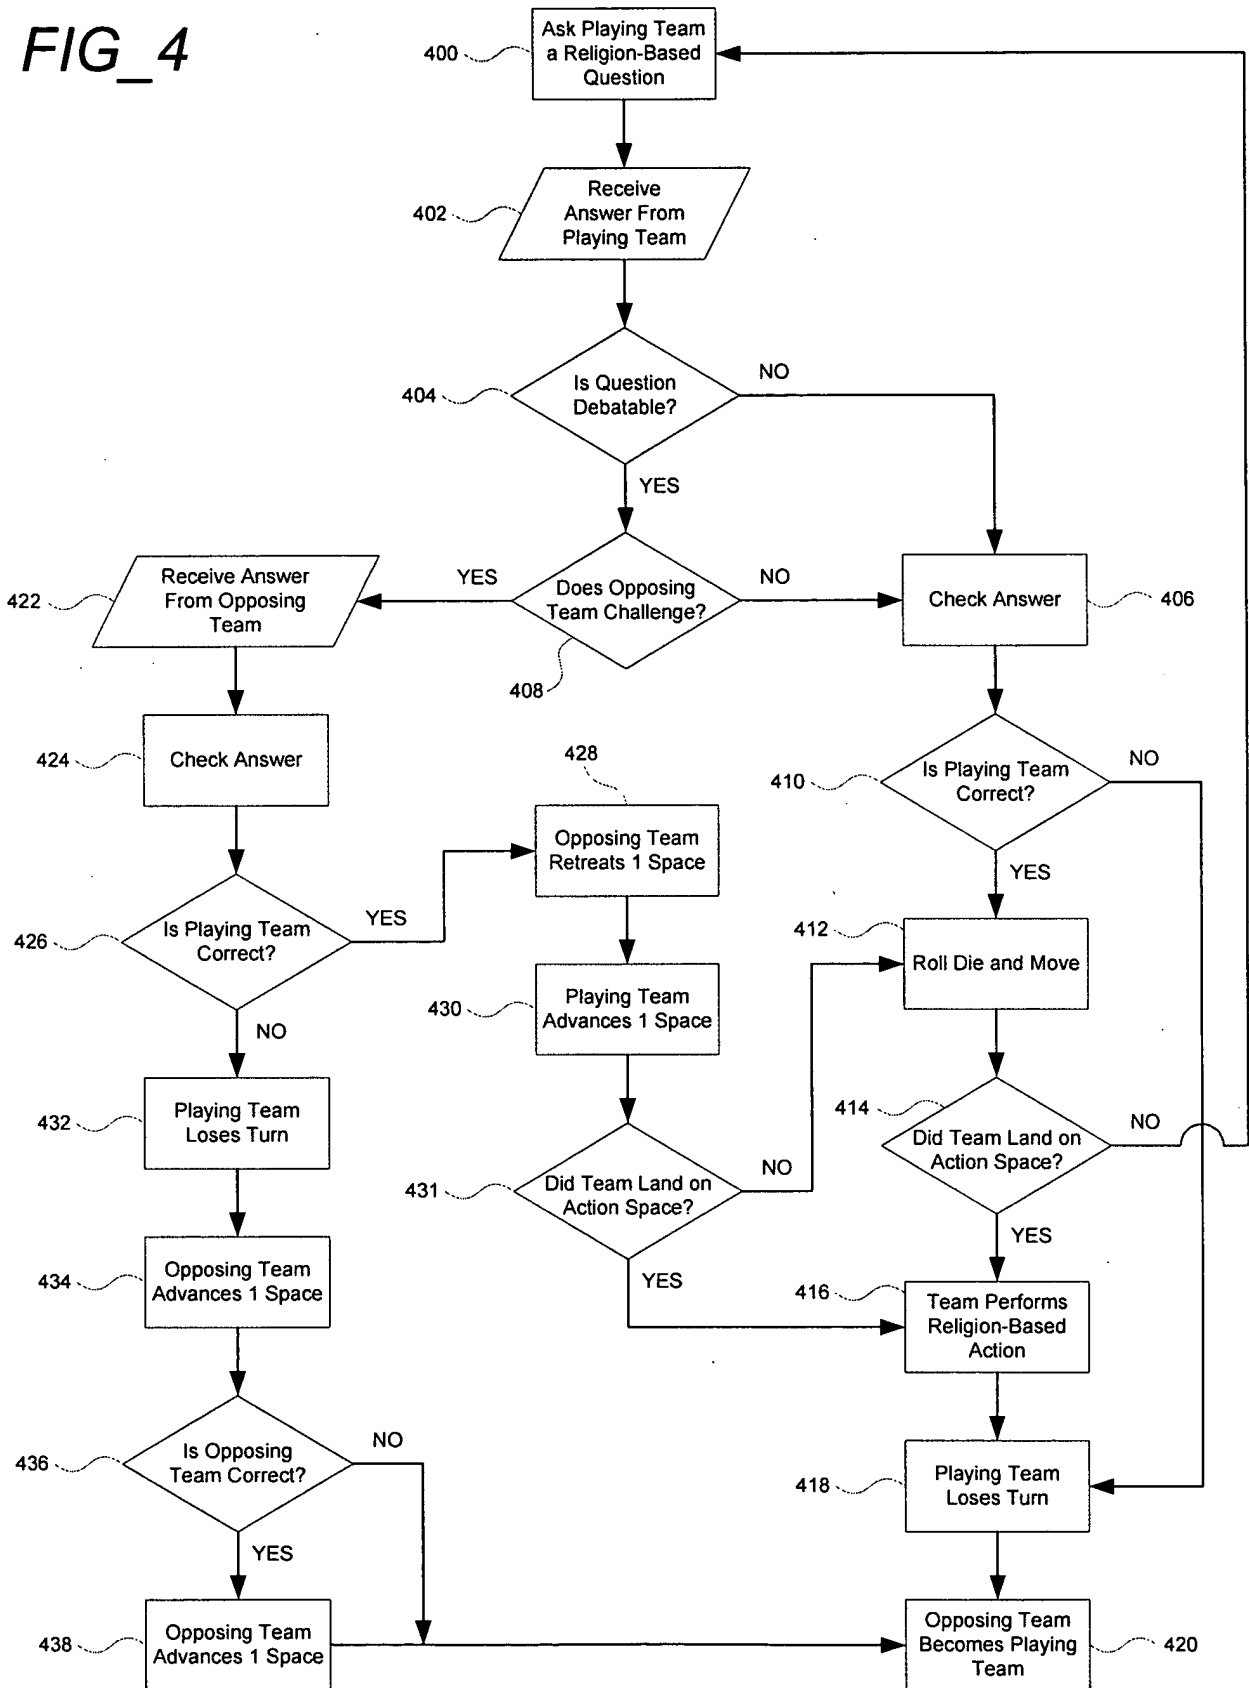 FIG_4
400
Ask Playing Team
a Religion-Based
Question
402
Receive
Answer From
Playing Team
404
Is Question
Debatable?
NO
YES
422
Receive Answer
From Opposing
Team
YES
Does Opposing
Team Challenge?
408
NO
Check Answer
406
424
Check Answer
428
Opposing Team
Retreats 1 Space
410
Is Playing Team
Correct?
NO
YES
426
Is Playing Team
Correct?
YES
NO
430
Playing Team
Advances 1 Space
412
Roll Die and Move
432
Playing Team
Loses Turn
431
Did Team Land on
Action Space?
NO
YES
414
Did Team Land on
Action Space?
NO
YES
434
Opposing Team
Advances 1 Space
416
Team Performs
Religion-Based
Action
436
Is Opposing
Team Correct?
NO
YES
418
Playing Team
Loses Turn
438
Opposing Team
Advances 1 Space
Opposing Team
Becomes Playing
Team
420